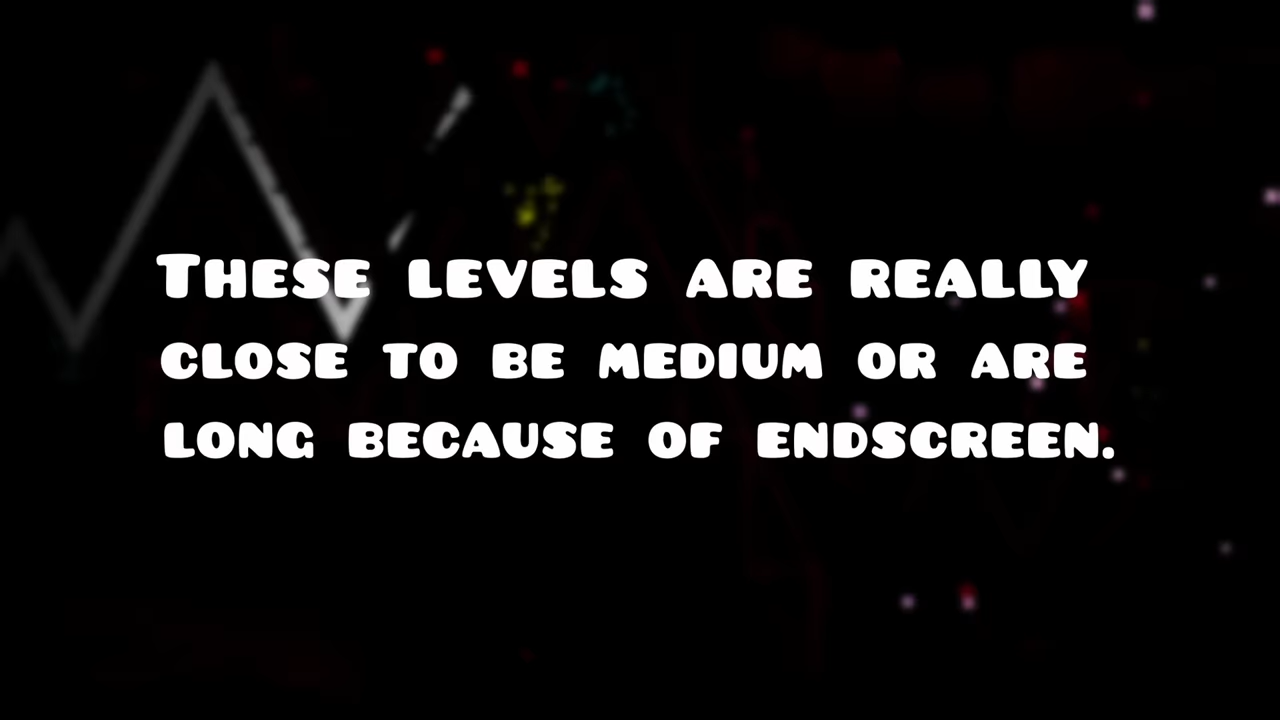 These levels are really
close to be medium or are
long because of endscreen.